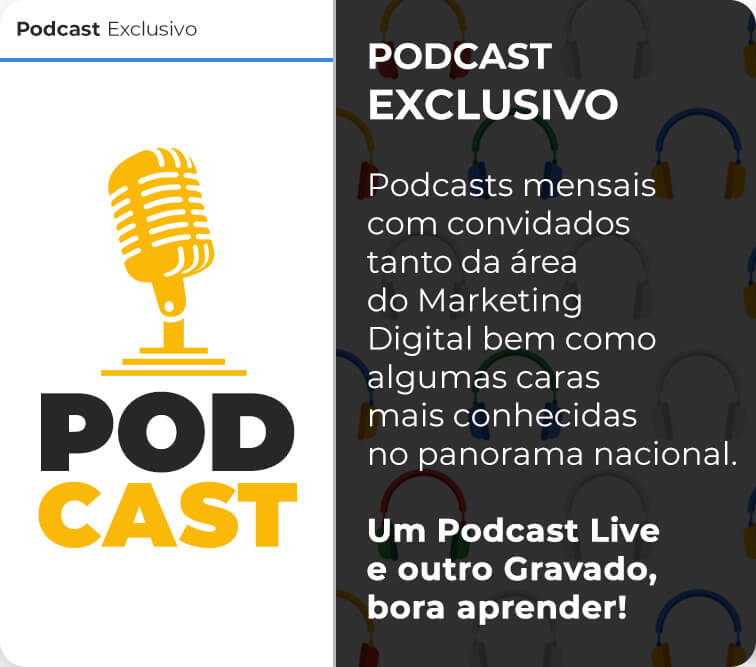 Podcast Exclusivo
POD
CAST
PODCAST
EXCLUSIVO
Podcasts mensais
com convidados
tanto da área
do Marketing
Digital bem como
algumas caras
mais conhecidas
no panorama nacional.
Um Podcast Live
e outro Gravado,
bora aprender!